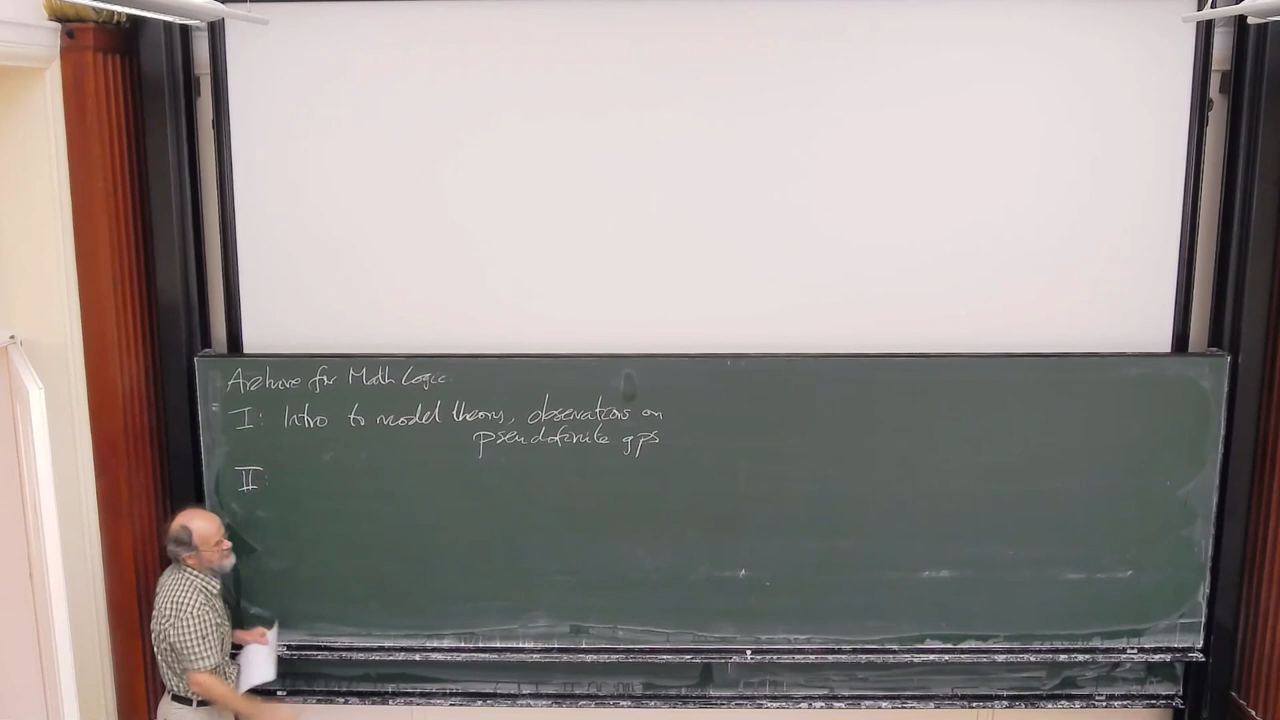 Archive for Math Logic.
I: Intro to model theory, observations on
pseudofinite gps
II: